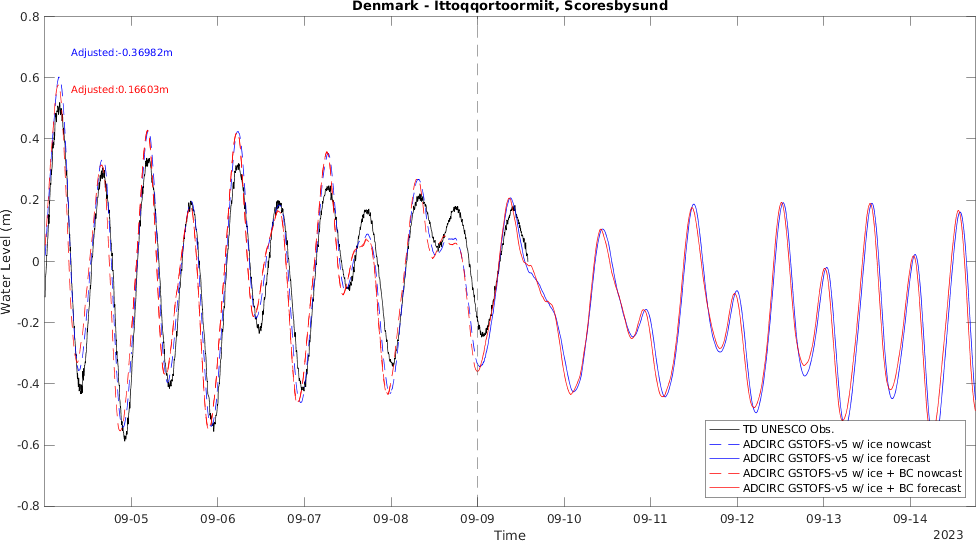 Denmark - Ittoqqortoormiit, Scoresbysund
Adjusted:-0.36982m
Adjusted:0.16603m
Water Level (m)
0.8
0.6
0.4
0.2
0
-0.2
-0.4
-0.6
-0.8
TD UNESCO Obs.
ADCIRC GSTOFS-v5 w/ ice nowcast
ADCIRC GSTOFS-v5 w/ ice forecast
ADCIRC GSTOFS-v5 w/ ice + BC nowcast
ADCIRC GSTOFS-v5 w/ ice + BC forecast
09-05 09-06 09-07 09-08 09-09 09-10 09-11 09-12 09-13 09-14
Time
2023